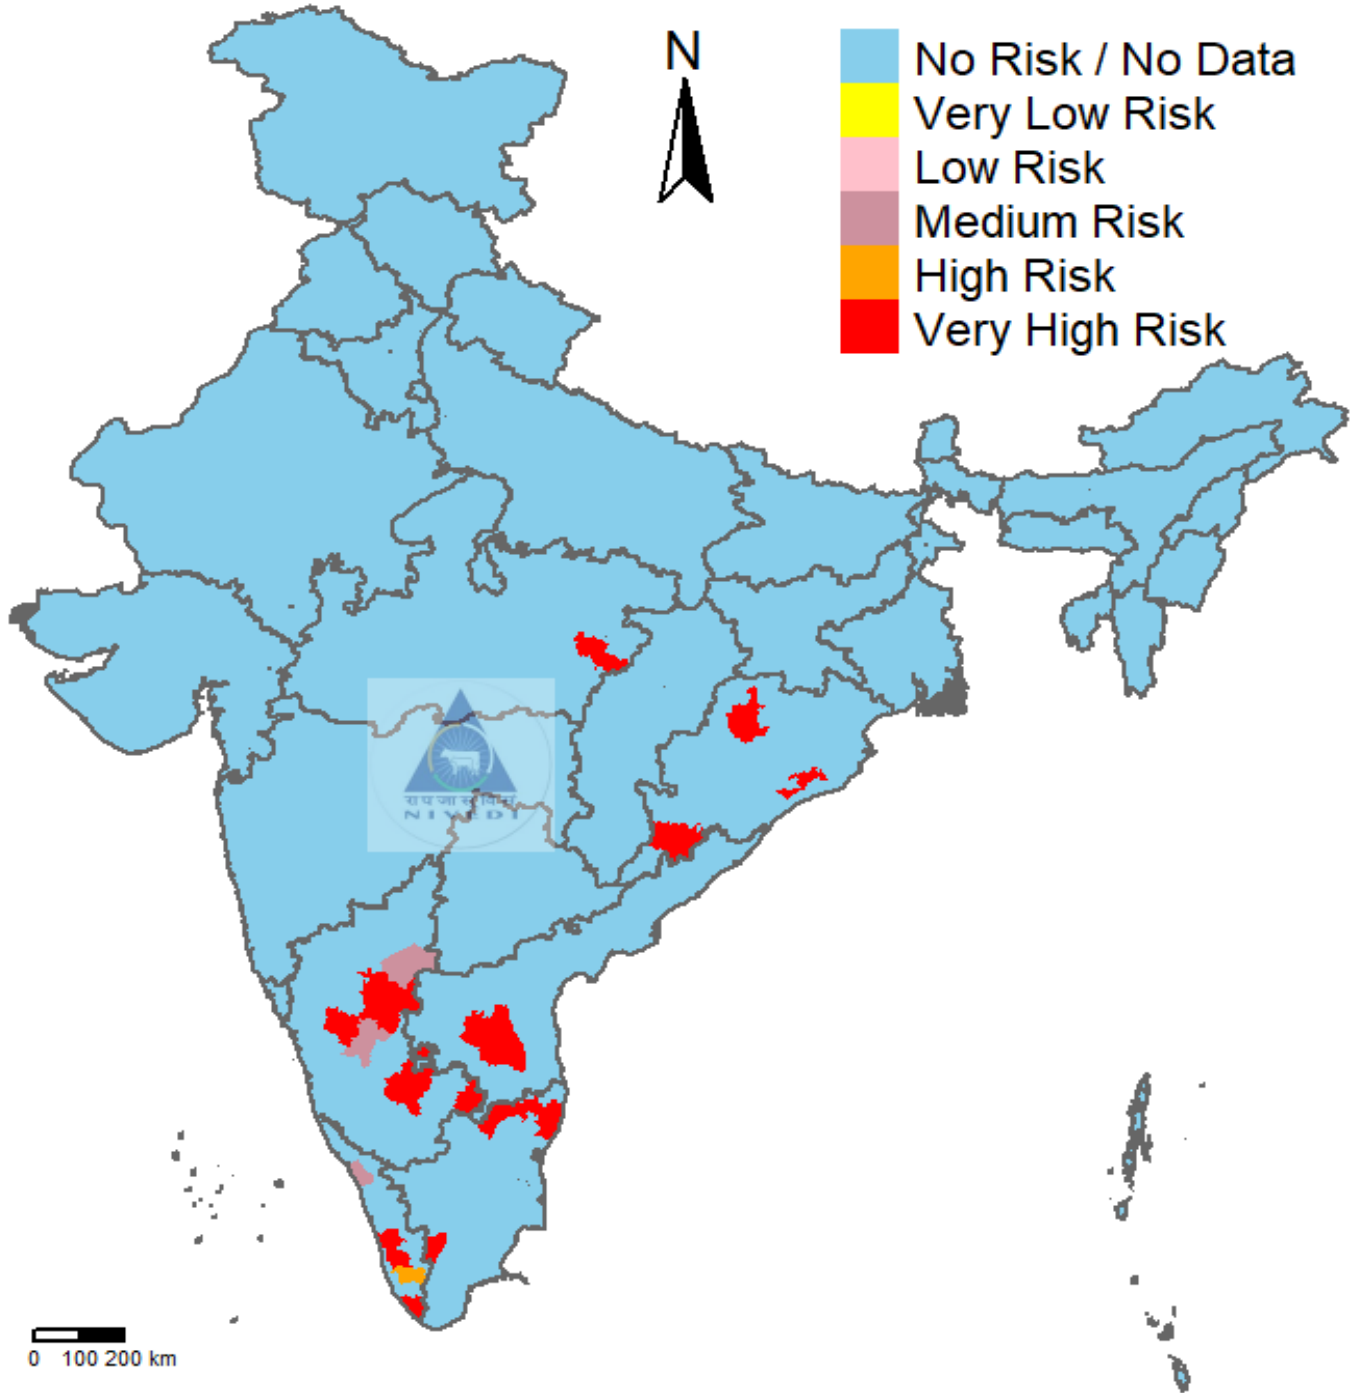 N
No Risk / No Data
Very Low Risk
Low Risk
Medium Risk
High Risk
Very High Risk
NIVEDI
0 100 200 km